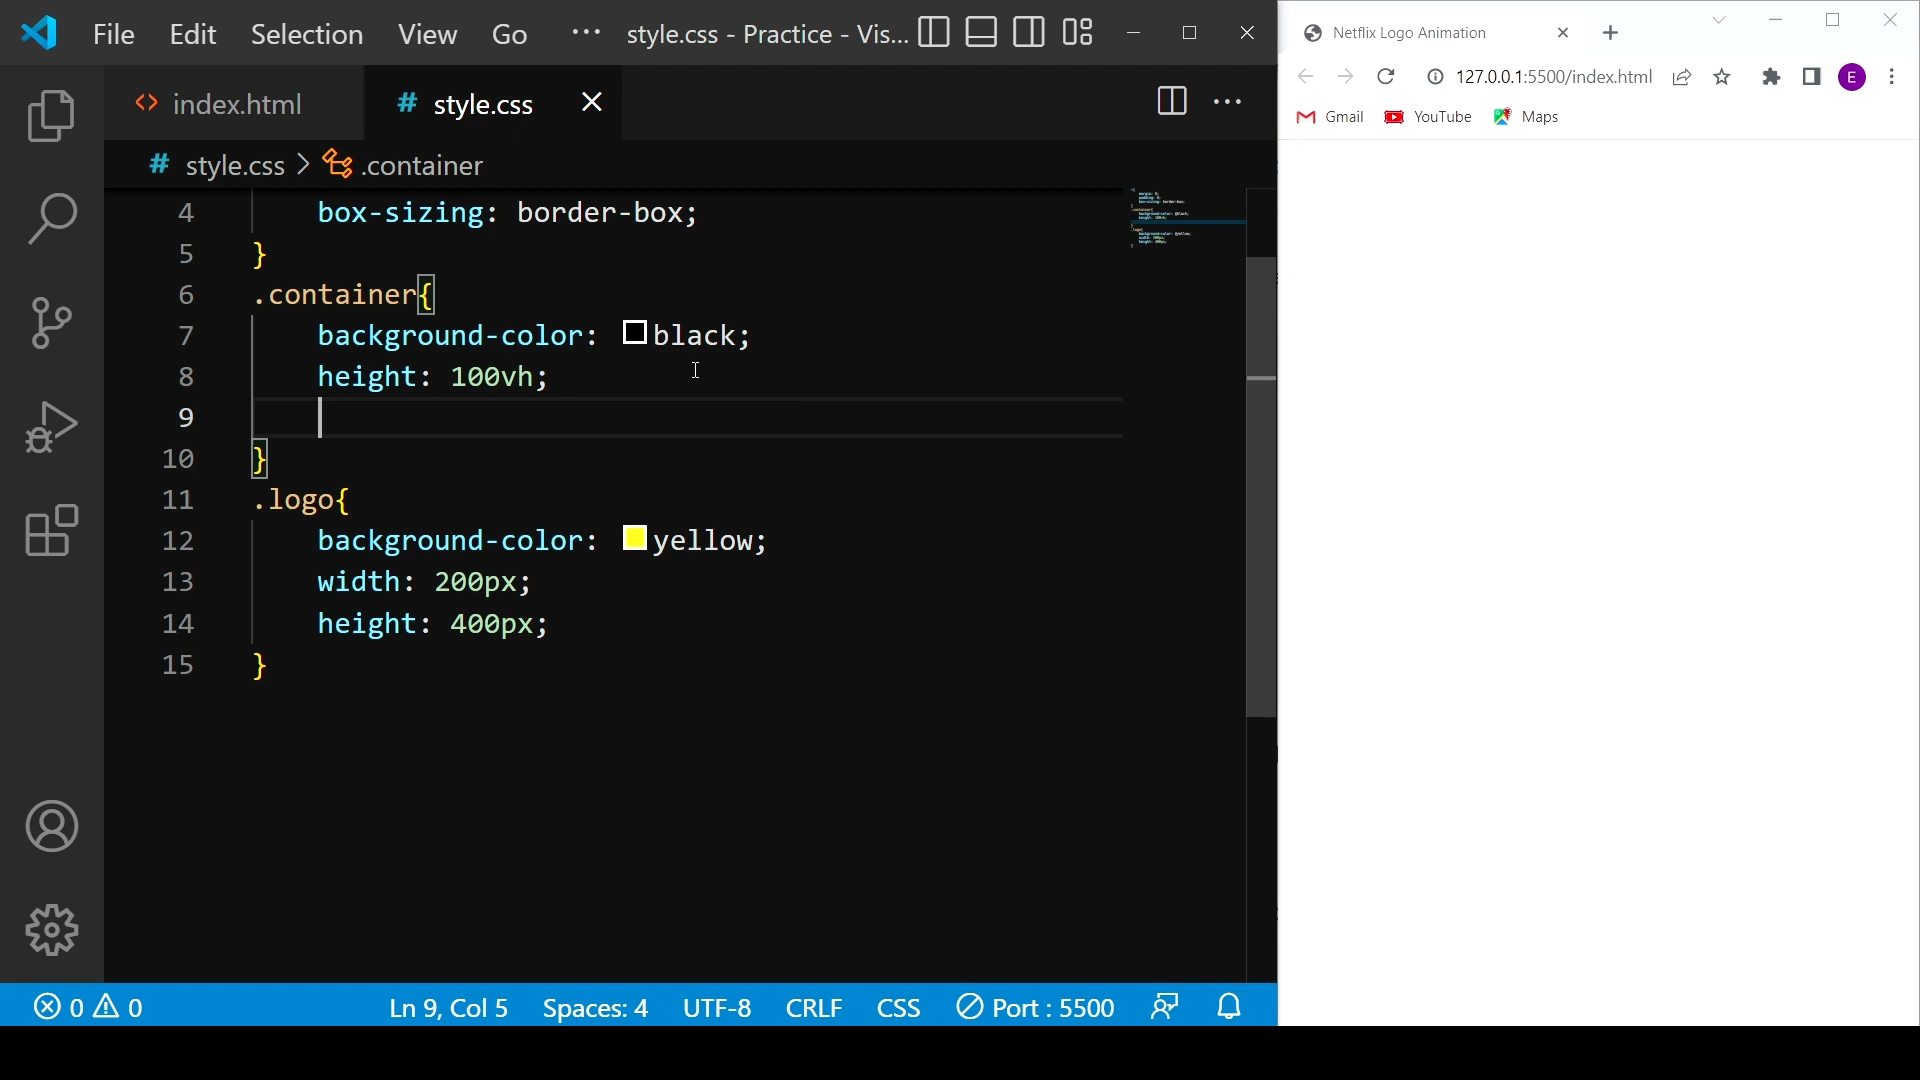 File Edit Selection View Go ··· style.css - Practice - Vis...
index.html # style.css
# style.css > .container
4 box-sizing: border-box;
5 }
6 .container{
7 background-color: black;
8 height: 100vh;
9
10 }
11 .logo{
12 background-color: yellow;
13 width: 200px;
14 height: 400px;
15 }
0 0 Ln 9, Col 5 Spaces: 4 UTF-8 CRLF CSS Port : 5500
Netflix Logo Animation
127.0.0.1:5500/index.html E
Gmail YouTube Maps